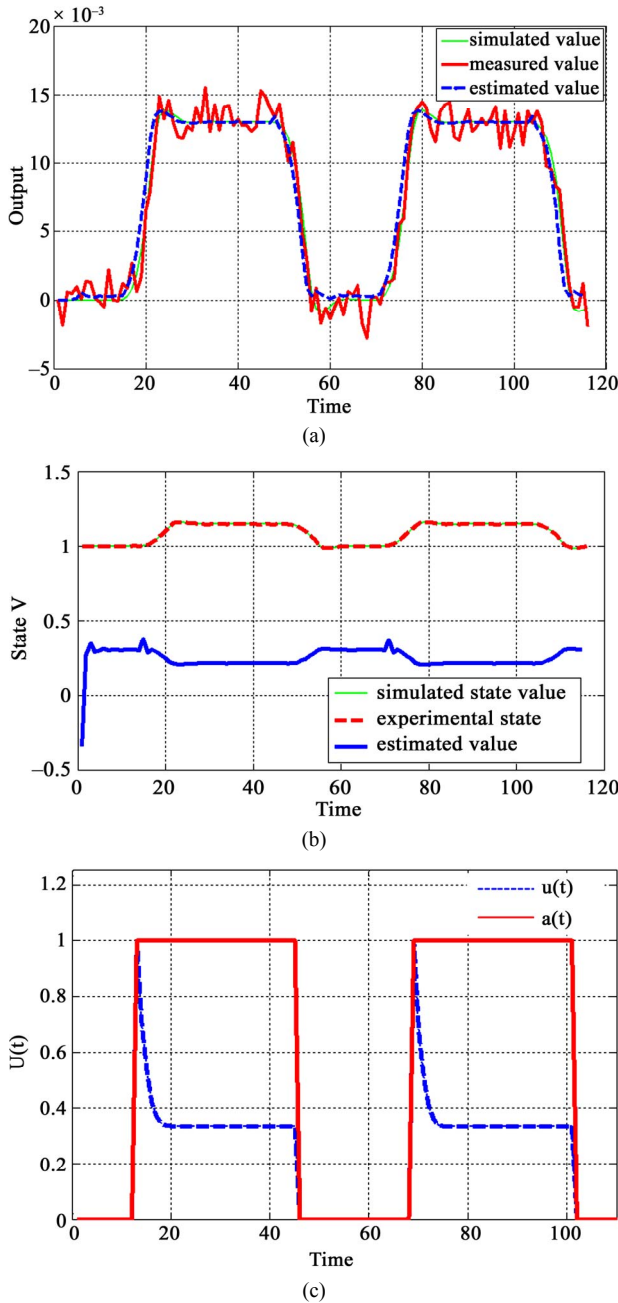 20 × 10⁻³
simulated value
measured value
estimated value
15
10
5
0
–5
Output
0 20 40 60 80 100 120
Time
(a)
1.5
1
0.5
0
–0.5
State V
simulated state value
experimental state
estimated value
0 20 40 60 80 100 120
Time
(b)
1.2
1
0.8
0.6
0.4
0.2
0
U(t)
u(t)
a(t)
20 40 60 80 100
Time
(c)